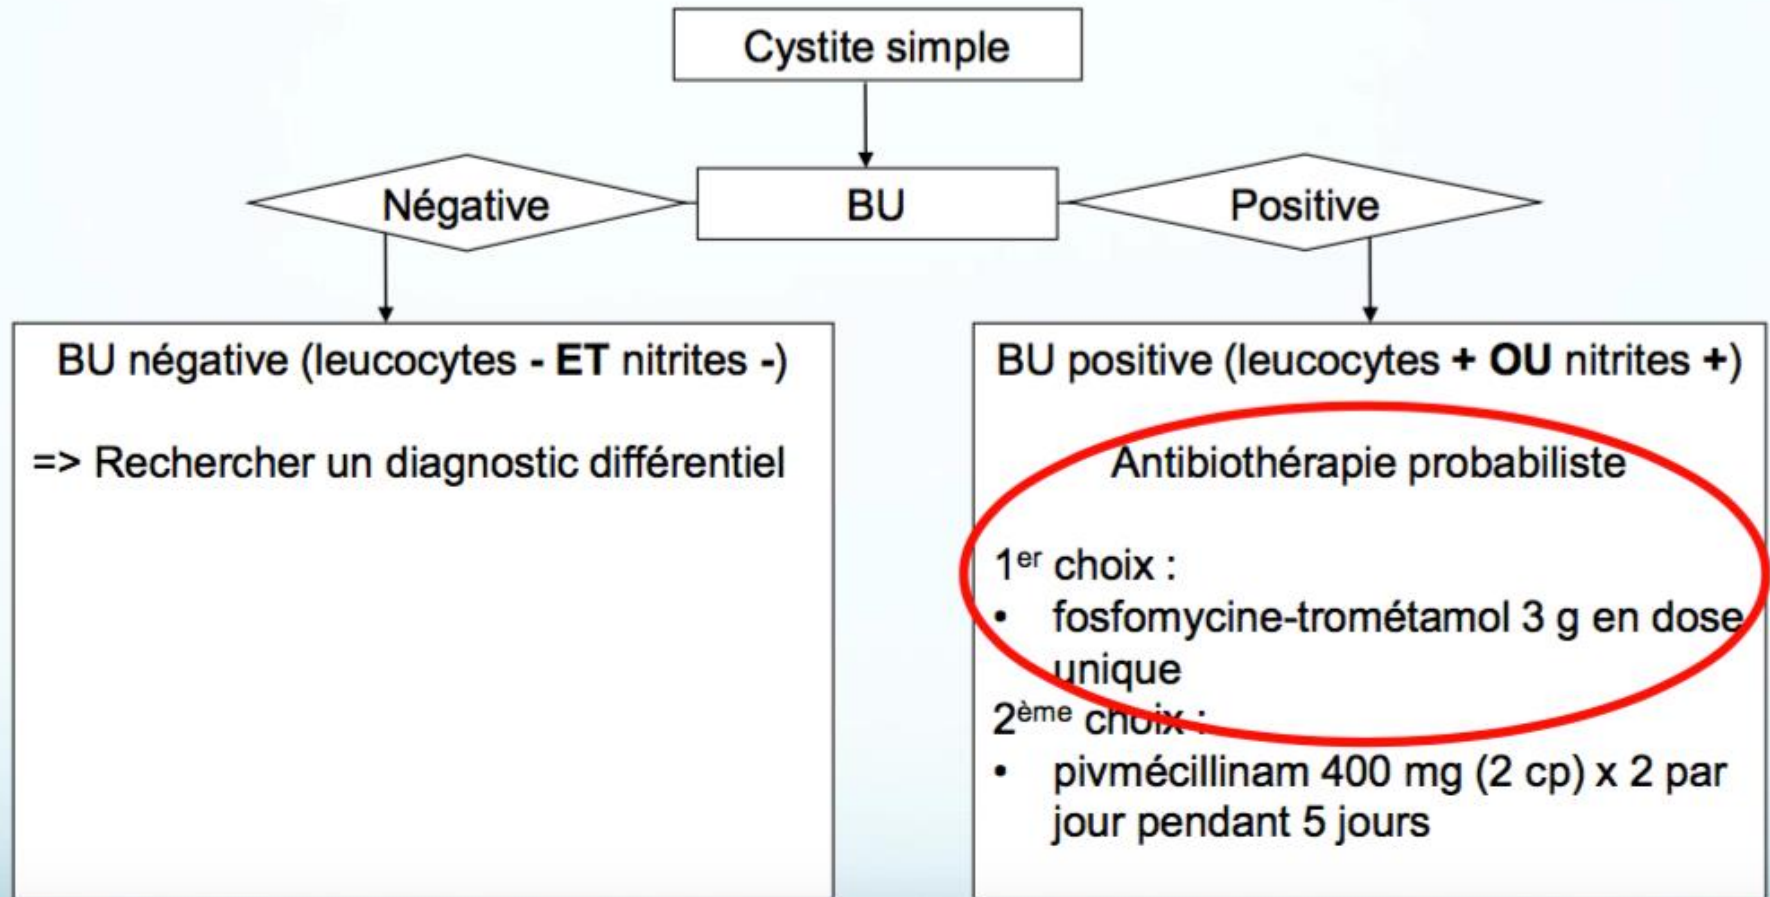 Cystite simple
Négative
BU
Positive
BU négative (leucocytes - ET nitrites -)
=> Rechercher un diagnostic différentiel
BU positive (leucocytes + OU nitrites +)
Antibiothérapie probabiliste
1er choix :
• fosfomycine-trométamol 3 g en dose
unique
2ème choix :
• pivmécillinam 400 mg (2 cp) x 2 par
jour pendant 5 jours